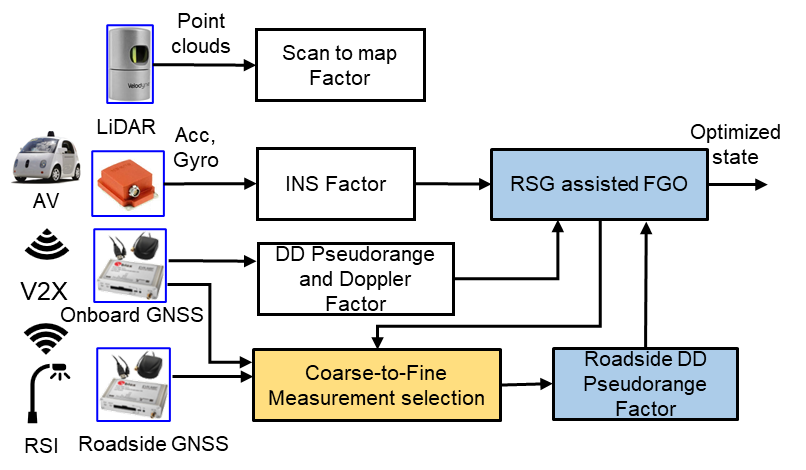 Point
clouds
Scan to map
Factor
Velodyne
LiDAR
Acc,
Gyro
INS Factor
RSG assisted FGO
Optimized
state
AV
DD Pseudorange
and Doppler
Factor
V2X
Onboard GNSS
Coarse-to-Fine
Measurement selection
Roadside DD
Pseudorange
Factor
RSI
Roadside GNSS